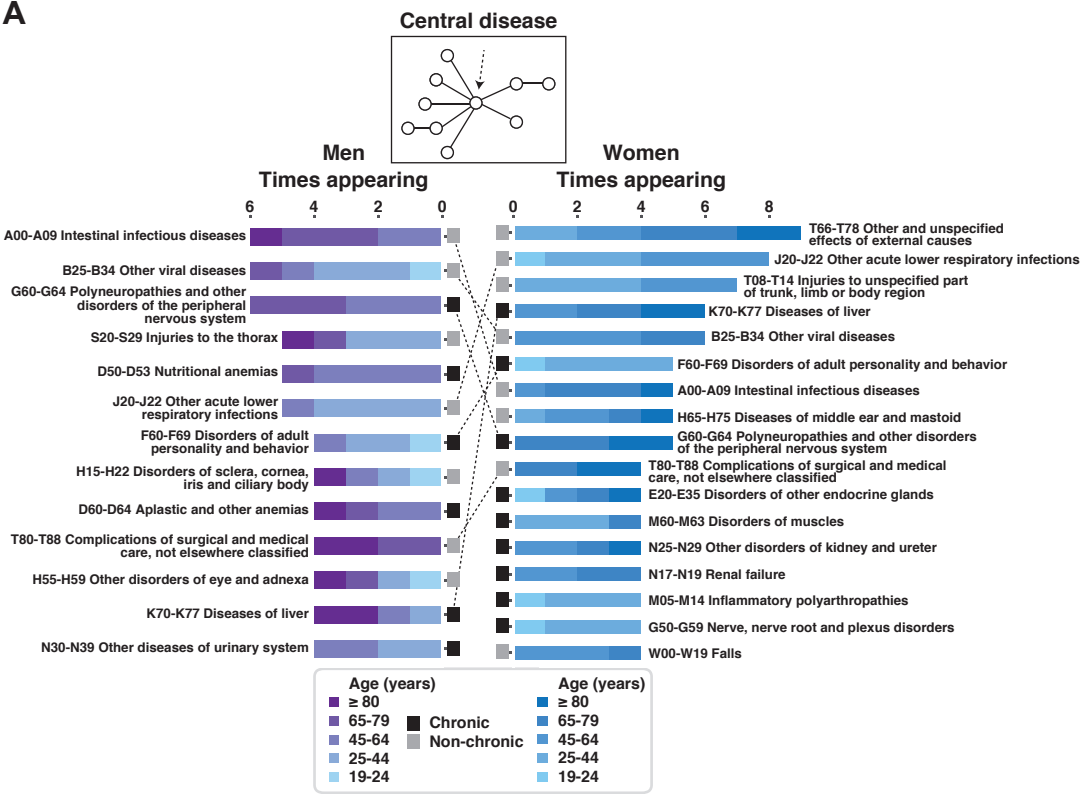 A
Central disease
Men
Women
Times appearing
Times appearing
6 4 2 0
0 2 4 6 8
A00-A09 Intestinal infectious diseases
B25-B34 Other viral diseases
G60-G64 Polyneuropathies and other
disorders of the peripheral
nervous system
S20-S29 Injuries to the thorax
D50-D53 Nutritional anemias
J20-J22 Other acute lower
respiratory infections
F60-F69 Disorders of adult
personality and behavior
H15-H22 Disorders of sclera, cornea,
iris and ciliary body
D60-D64 Aplastic and other anemias
T80-T88 Complications of surgical and medical
care, not elsewhere classified
H55-H59 Other disorders of eye and adnexa
K70-K77 Diseases of liver
N30-N39 Other diseases of urinary system
T66-T78 Other and unspecified
effects of external causes
J20-J22 Other acute lower respiratory infections
T08-T14 Injuries to unspecified part
of trunk, limb or body region
K70-K77 Diseases of liver
B25-B34 Other viral diseases
F60-F69 Disorders of adult personality and behavior
A00-A09 Intestinal infectious diseases
H65-H75 Diseases of middle ear and mastoid
G60-G64 Polyneuropathies and other disorders
of the peripheral nervous system
T80-T88 Complications of surgical and medical
care, not elsewhere classified
E20-E35 Disorders of other endocrine glands
M60-M63 Disorders of muscles
N25-N29 Other disorders of kidney and ureter
N17-N19 Renal failure
M05-M14 Inflammatory polyarthropathies
G50-G59 Nerve, nerve root and plexus disorders
W00-W19 Falls
Age (years)
≥ 80
65-79
45-64
25-44
19-24
Chronic
Non-chronic
Age (years)
≥ 80
65-79
45-64
25-44
19-24